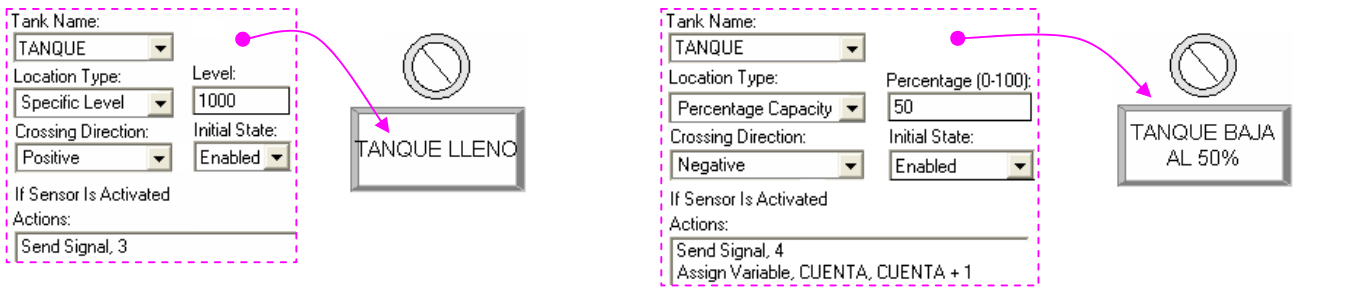 Tank Name:
TANQUE
Location Type:
Level:
Specific Level
1000
Crossing Direction:
Initial State:
Positive
Enabled
If Sensor Is Activated
Actions:
Send Signal, 3
TANQUE LLENO
Tank Name:
TANQUE
Location Type:
Percentage (0-100):
Percentage Capacity
50
Crossing Direction:
Initial State:
Negative
Enabled
If Sensor Is Activated
Actions:
Send Signal, 4
Assign Variable, CUENTA, CUENTA + 1
TANQUE BAJA
AL 50%